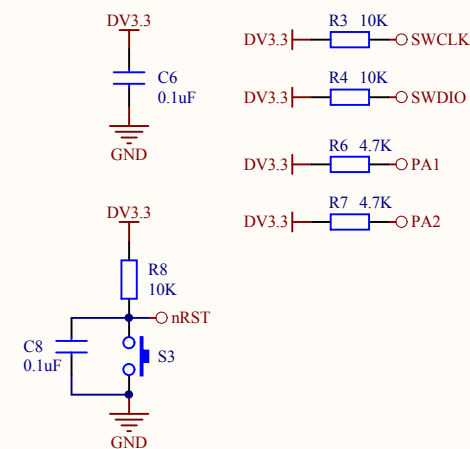 DV3.3
C6
0.1uF
GND
R3 10K
DV3.3 SWCLK
R4 10K
DV3.3 SWDIO
R6 4.7K
DV3.3 PA1
R7 4.7K
DV3.3 PA2
DV3.3
R8
10K
nRST
C8
0.1uF
S3
GND